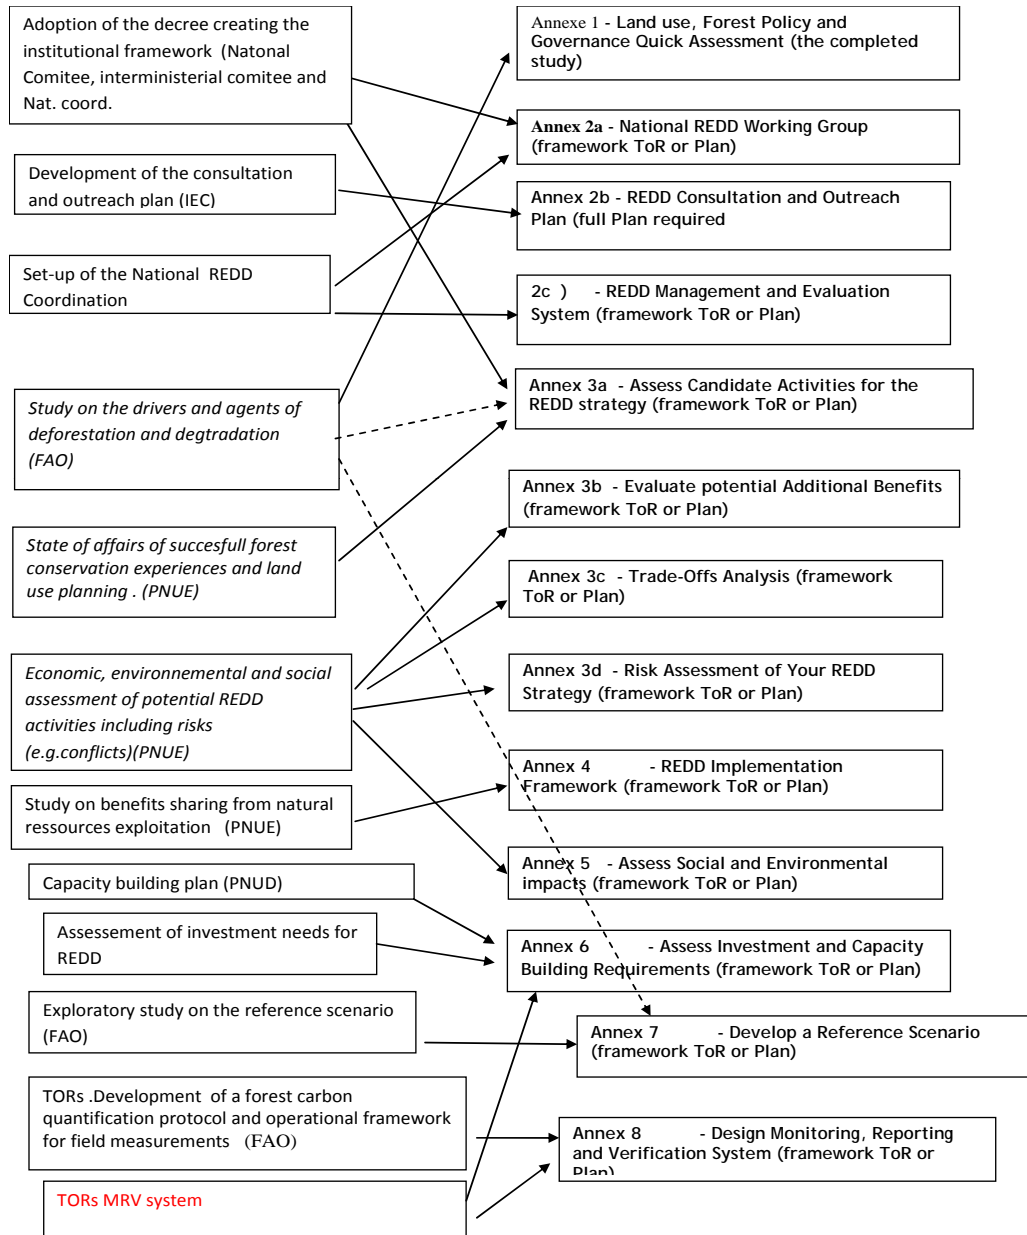 Adoption of the decree creating the
institutional framework (Natonal
Comitee, interministerial comitee and
Nat. coord.
Development of the consultation
and outreach plan (IEC)
Set-up of the National REDD
Coordination
Study on the drivers and agents of
deforestation and degtradation
(FAO)
State of affairs of succesfull forest
conservation experiences and land
use planning . (PNUE)
Economic, environnemental and social
assessment of potential REDD
activities including risks
(e.g.conflicts)(PNUE)
Study on benefits sharing from natural
ressources exploitation (PNUE)
Capacity building plan (PNUD)
Assessement of investment needs for
REDD
Exploratory study on the reference scenario
(FAO)
TORs .Development of a forest carbon
quantification protocol and operational framework
for field measurements (FAO)
TORs MRV system
Annexe 1 - Land use, Forest Policy and
Governance Quick Assessment (the completed
study)
Annex 2a - National REDD Working Group
(framework ToR or Plan)
Annex 2b - REDD Consultation and Outreach
Plan (full Plan required
2c ) - REDD Management and Evaluation
System (framework ToR or Plan)
Annex 3a - Assess Candidate Activities for the
REDD strategy (framework ToR or Plan)
Annex 3b - Evaluate potential Additional Benefits
(framework ToR or Plan)
Annex 3c - Trade-Offs Analysis (framework
ToR or Plan)
Annex 3d - Risk Assessment of Your REDD
Strategy (framework ToR or Plan)
Annex 4 - REDD Implementation
Framework (framework ToR or Plan)
Annex 5 - Assess Social and Environmental
impacts (framework ToR or Plan)
Annex 6 - Assess Investment and Capacity
Building Requirements (framework ToR or Plan)
Annex 7 - Develop a Reference Scenario
(framework ToR or Plan)
Annex 8 - Design Monitoring, Reporting
and Verification System (framework ToR or
Plan)